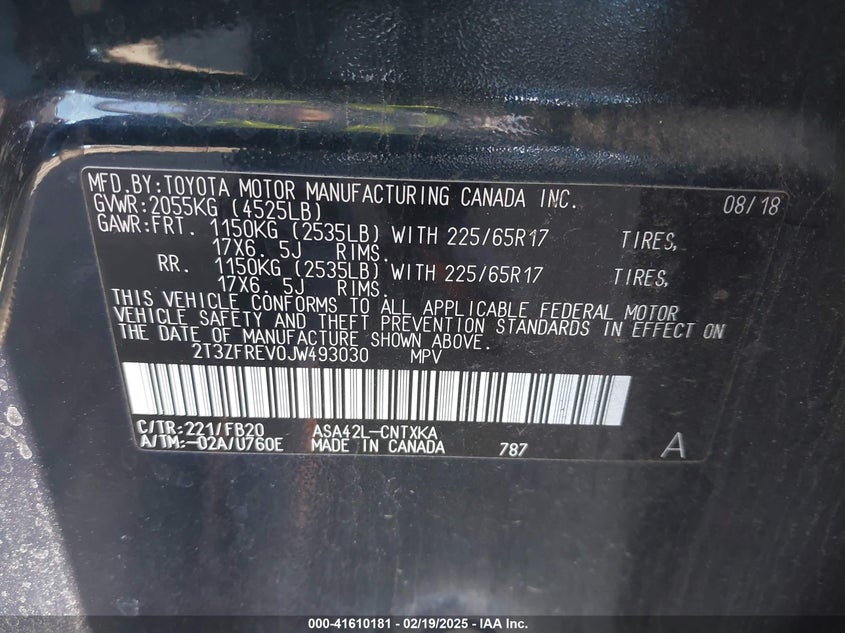 MFD.BY:TOYOTA MOTOR MANUFACTURING CANADA INC. 08/18
GVWR:2055KG (4525LB)
GAWR:FRT. 1150KG (2535LB) WITH 225/65R17 TIRES,
17X6.5J RIMS.
RR. 1150KG (2535LB) WITH 225/65R17 TIRES,
17X6.5J RIMS.
THIS VEHICLE CONFORMS TO ALL APPLICABLE FEDERAL MOTOR
VEHICLE SAFETY AND THEFT PREVENTION STANDARDS IN EFFECT ON
THE DATE OF MANUFACTURE SHOWN ABOVE.
2T3ZFREV0JW493030 MPV
C/TR:221/FB20 ASA42L-CNTXKA
A/TM:-02A/U760E MADE IN CANADA 787 A
000-41610181 - 02/19/2025 - IAA Inc.